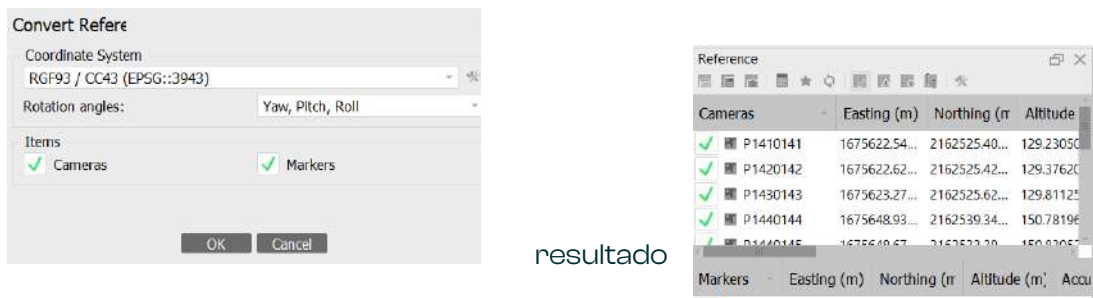 Convert Refere
Coordinate System
RGF93 / CC43 (EPSG::3943)
Rotation angles: Yaw, Pitch, Roll
Items
Cameras Markers
OK Cancel
resultado
Reference
Cameras Easting (m) Northing (m Altitude
P1410141 1675622.54... 2162525.40... 129.23050
P1420142 1675622.62... 2162525.42... 129.37620
P1430143 1675623.27... 2162525.62... 129.81125
P1440144 1675648.93... 2162539.34... 150.78196
Markers Easting (m) Northing (m Altitude (m) Accu